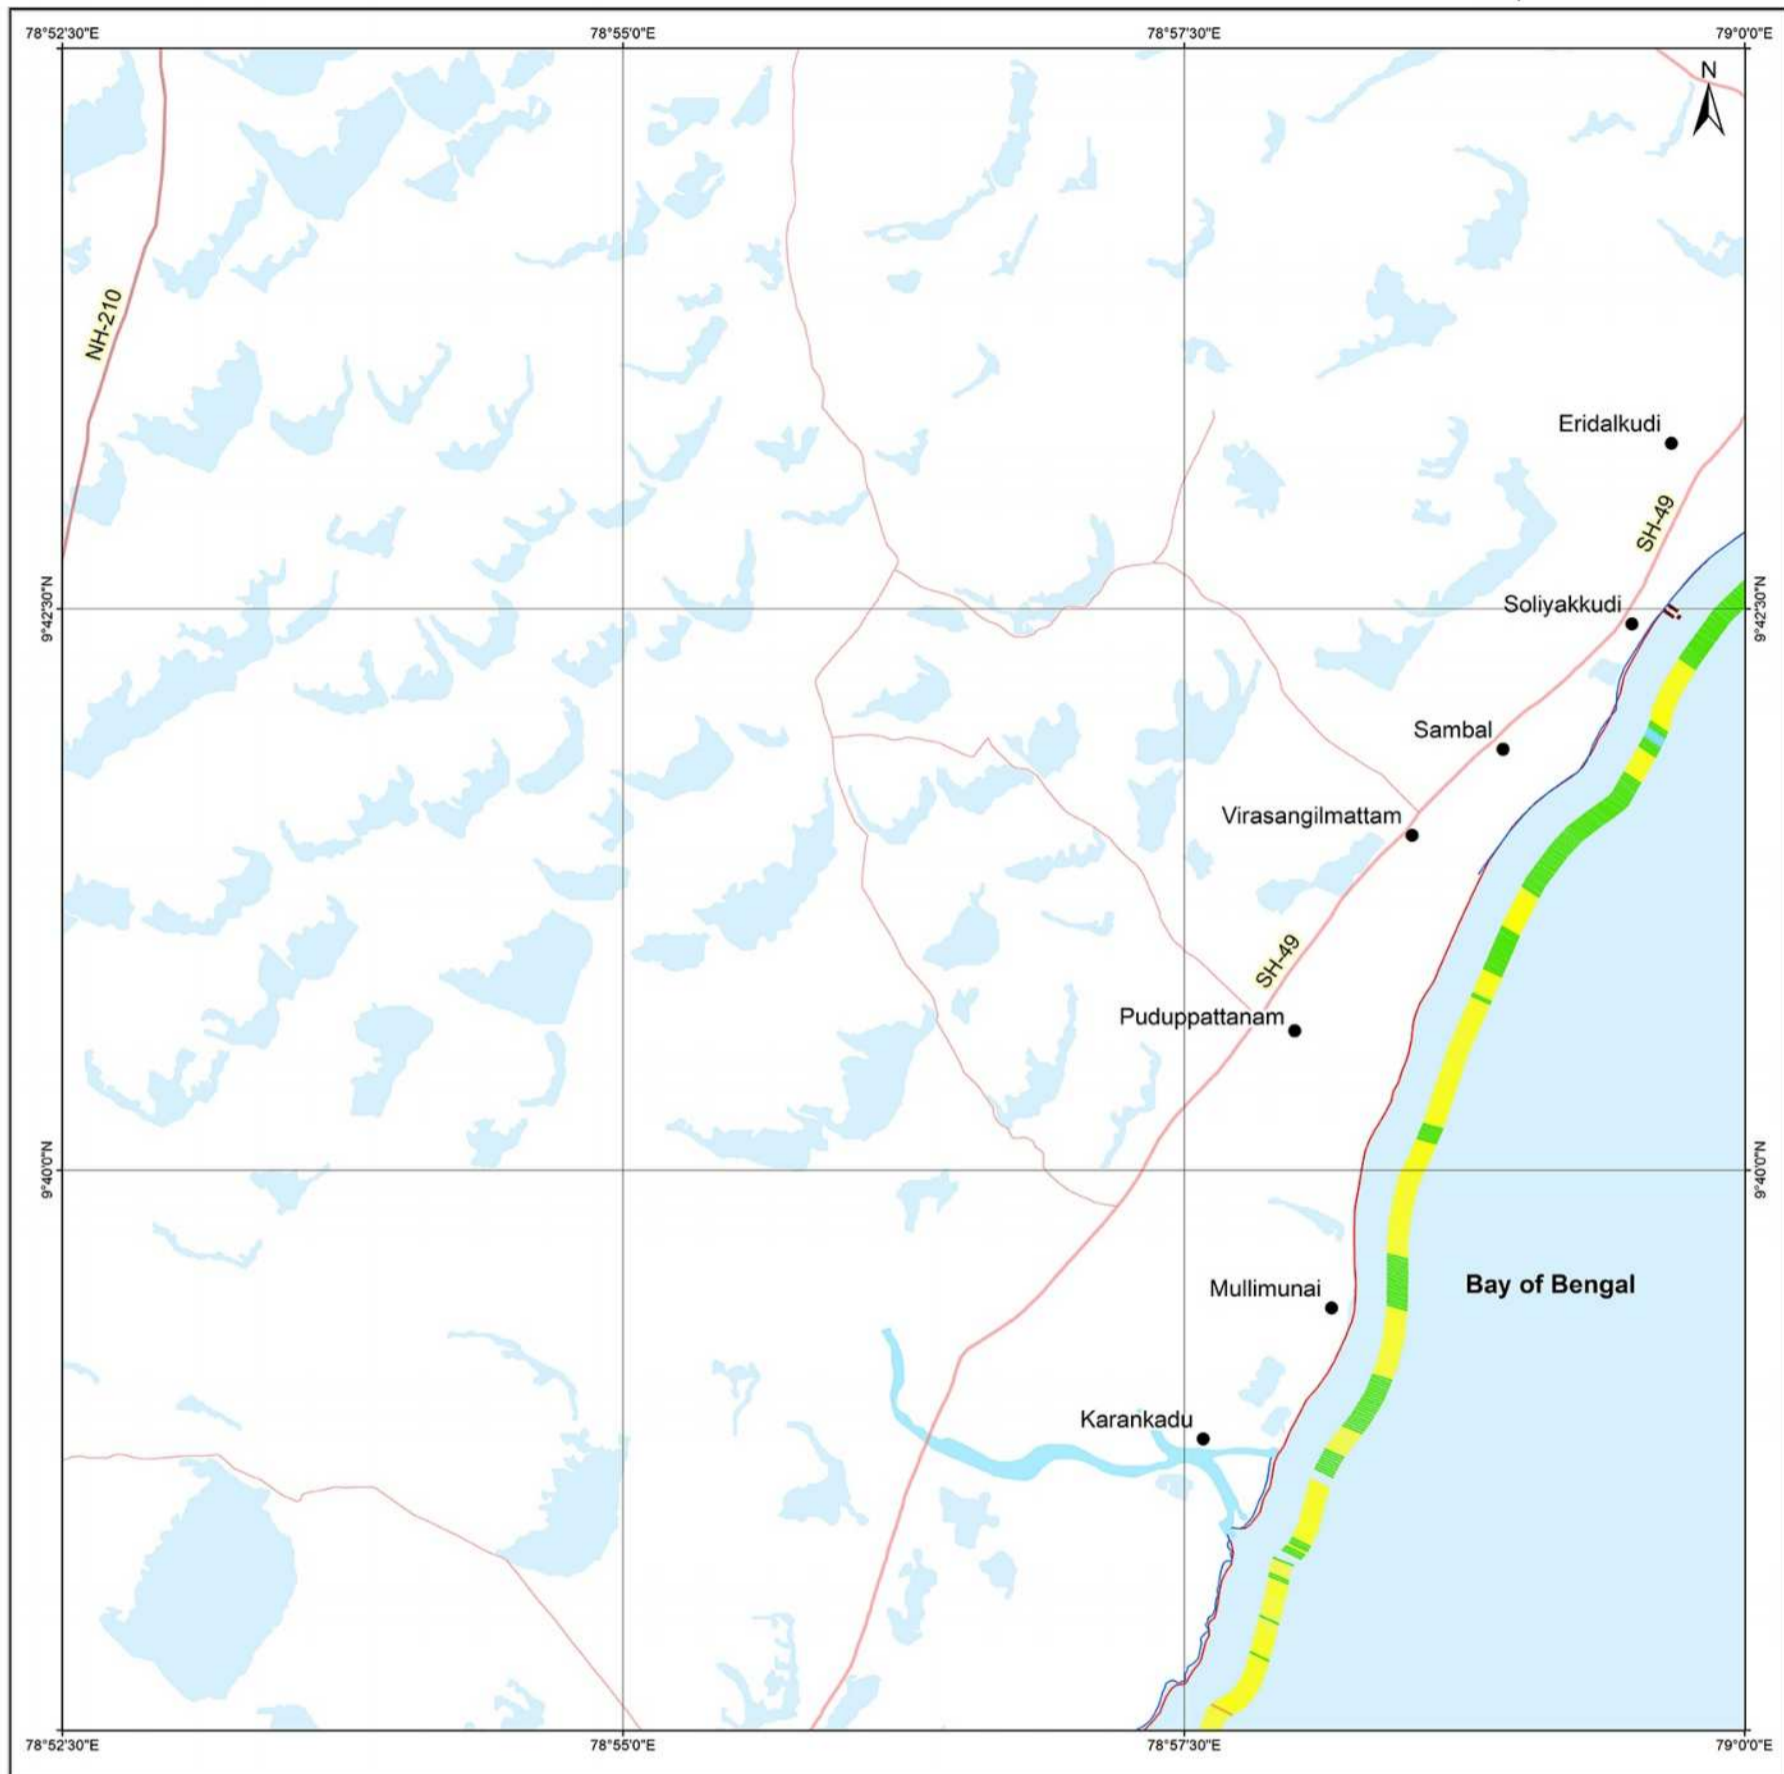 78°52'30"E
78°55'0"E
78°57'30"E
79°0'0"E
N
NH-210
Eridalkudi
SH-49
9°42'30"N
9°42'30"N
Soliyakkudi
Sambal
Virasangilmattam
SH-49
Puduppattanam
9°40'0"N
9°40'0"N
Mullimunai
Bay of Bengal
Karankadu
78°52'30"E
78°55'0"E
78°57'30"E
79°0'0"E